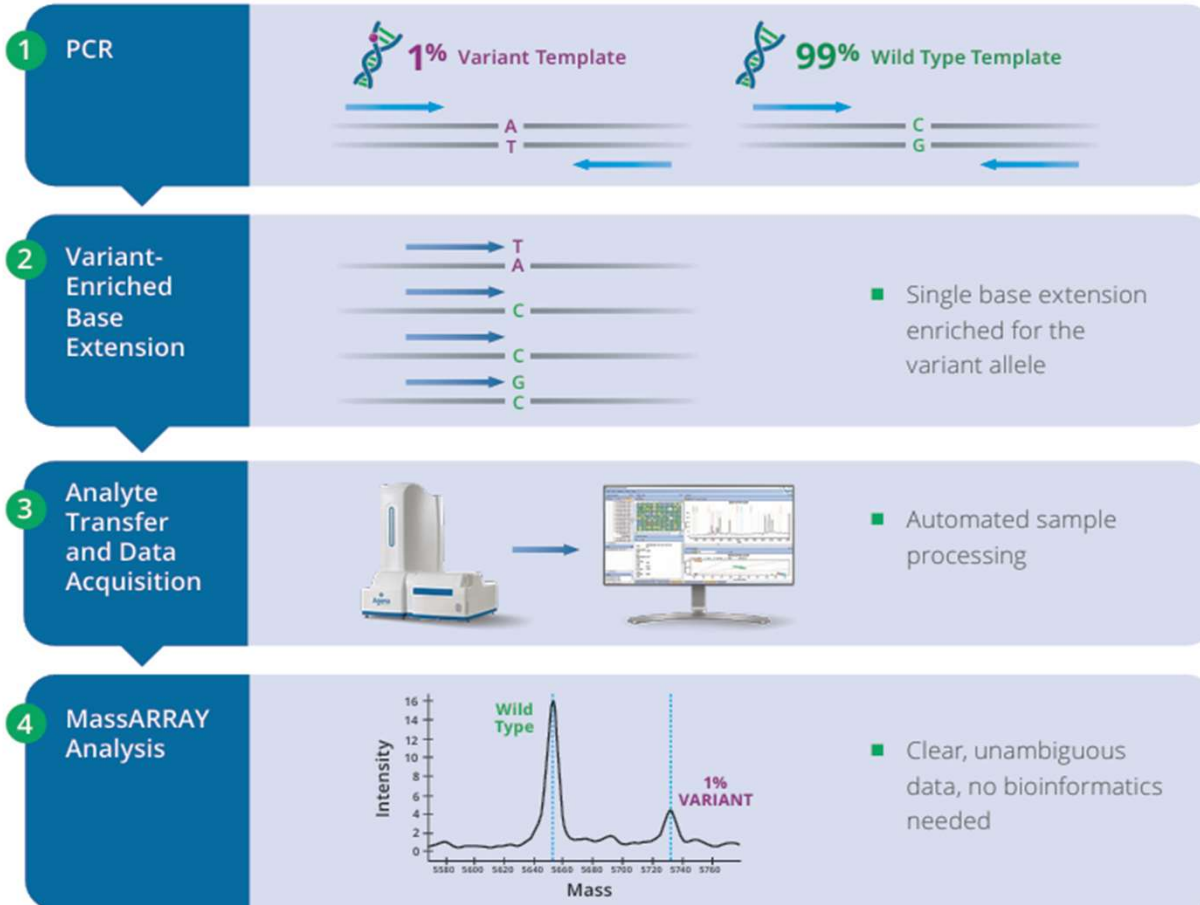 1
PCR
1% Variant Template
99% Wild Type Template
A
T
C
G
2
Variant-
Enriched
Base
Extension
T
A
C
C
G
C
Single base extension
enriched for the
variant allele
3
Analyte
Transfer
and Data
Acquisition
Agena
Automated sample
processing
4
MassARRAY
Analysis
Intensity
16
14
12
10
8
6
4
2
0
Wild
Type
1%
VARIANT
5580 5600 5620 5640 5660 5680 5700 5720 5740 5760
Mass
Clear, unambiguous
data, no bioinformatics
needed